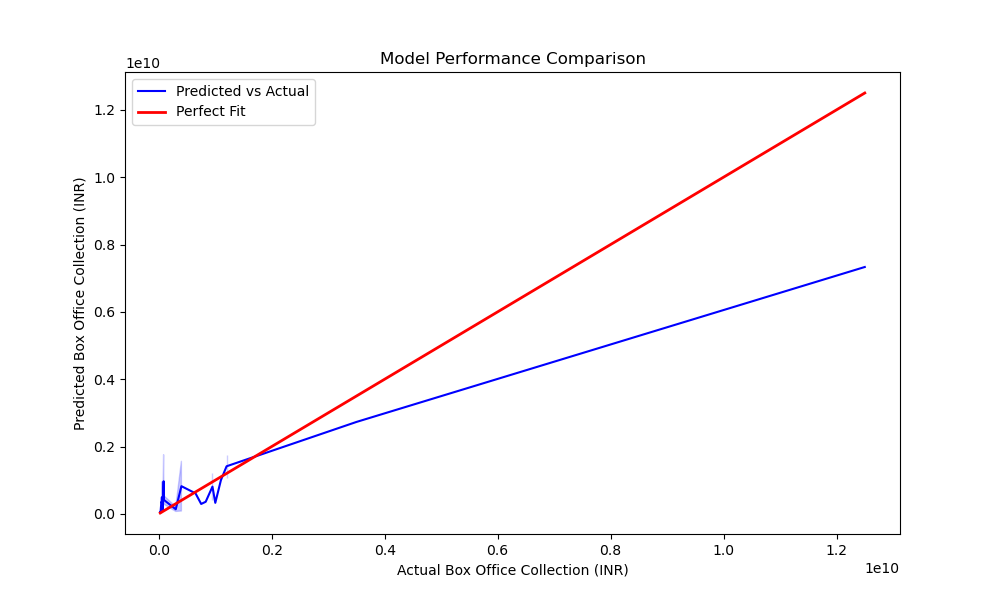 Model Performance Comparison
1e10
Predicted vs Actual
Perfect Fit
1.2
1.0
0.8
0.6
0.4
0.2
0.0
Predicted Box Office Collection (INR)
0.0 0.2 0.4 0.6 0.8 1.0 1.2
1e10
Actual Box Office Collection (INR)